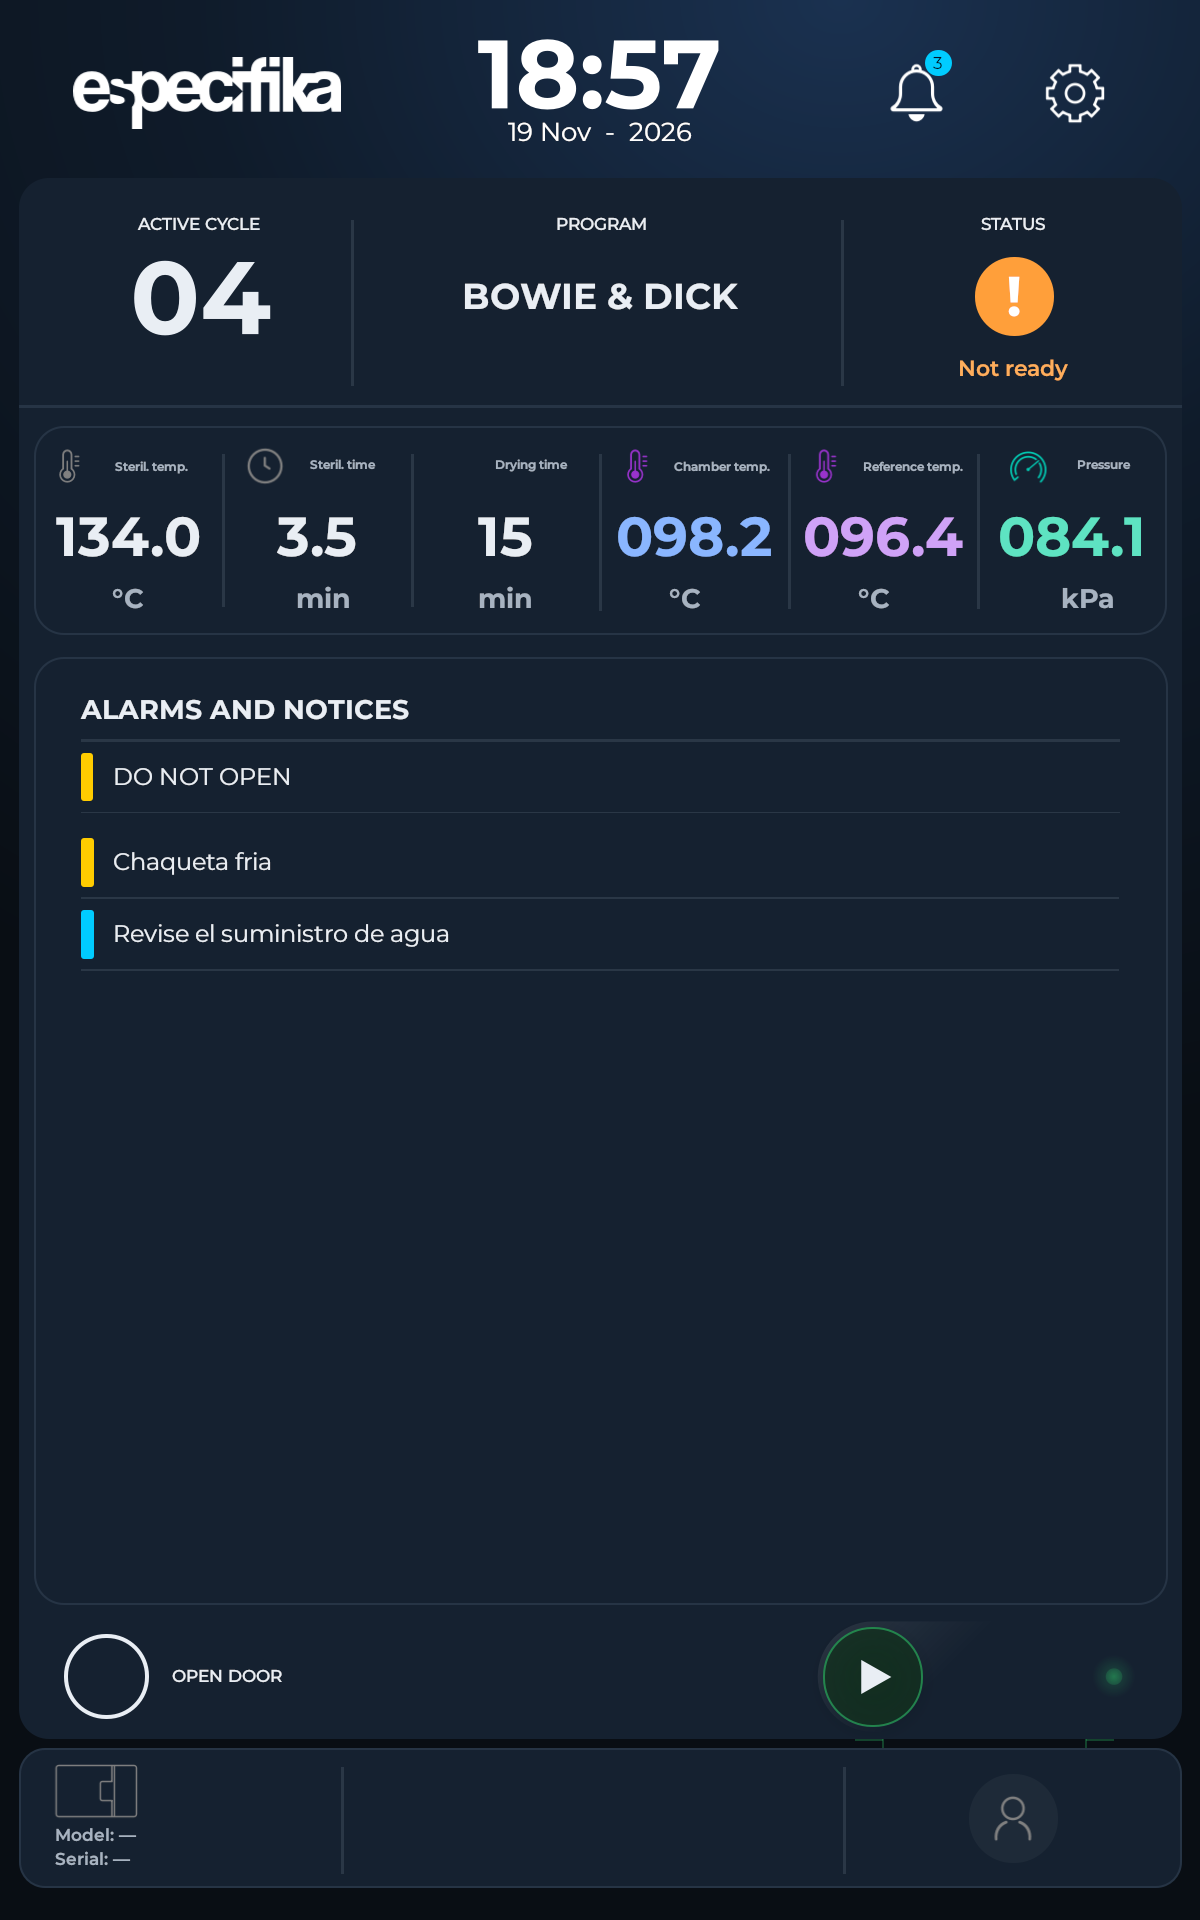 especifika
18:57
19 Nov - 2026
3
ACTIVE CYCLE
04
PROGRAM
BOWIE & DICK
STATUS
!
Not ready
Steril. temp.
134.0
°C
Steril. time
3.5
min
Drying time
15
min
Chamber temp.
098.2
°C
Reference temp.
096.4
°C
Pressure
084.1
kPa
ALARMS AND NOTICES
DO NOT OPEN
Chaqueta fria
Revise el suministro de agua
OPEN DOOR
Model: —
Serial: —